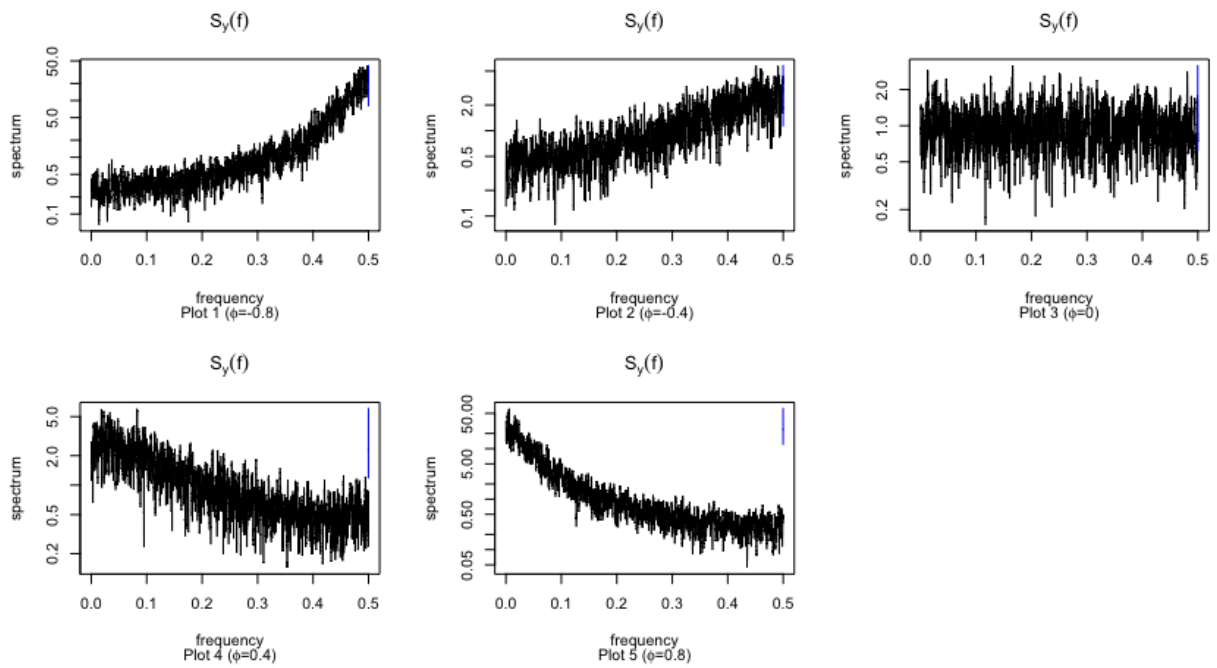 S_y(f)
S_y(f)
S_y(f)
spectrum
0.1 0.5 5.0 50.0
0.0 0.1 0.2 0.3 0.4 0.5
frequency
Plot 1 (ϕ=-0.8)
spectrum
0.1 0.5 2.0
0.0 0.1 0.2 0.3 0.4 0.5
frequency
Plot 2 (ϕ=-0.4)
spectrum
0.2 0.5 1.0 2.0
0.0 0.1 0.2 0.3 0.4 0.5
frequency
Plot 3 (ϕ=0)
S_y(f)
S_y(f)
spectrum
0.2 0.5 2.0 5.0
0.0 0.1 0.2 0.3 0.4 0.5
frequency
Plot 4 (ϕ=0.4)
spectrum
0.05 0.50 5.00 50.00
0.0 0.1 0.2 0.3 0.4 0.5
frequency
Plot 5 (ϕ=0.8)